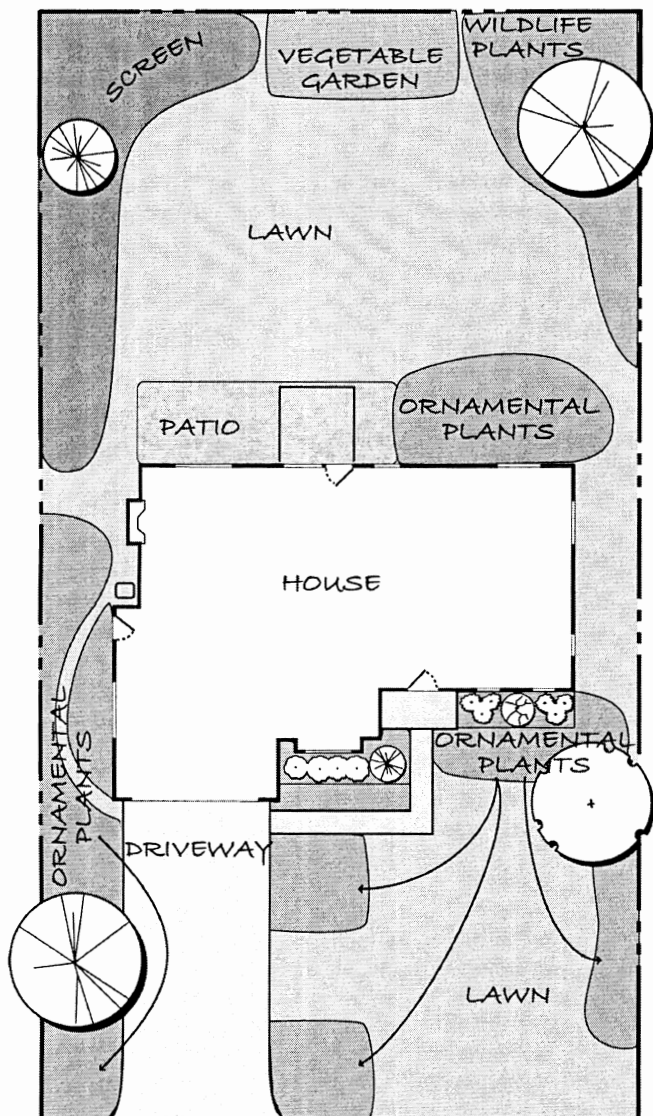 SCREEN
VEGETABLE
GARDEN
WILDLIFE
PLANTS
LAWN
PATIO
ORNAMENTAL
PLANTS
HOUSE
ORNAMENTAL
PLANTS
ORNAMENTAL
PLANTS
DRIVEWAY
LAWN